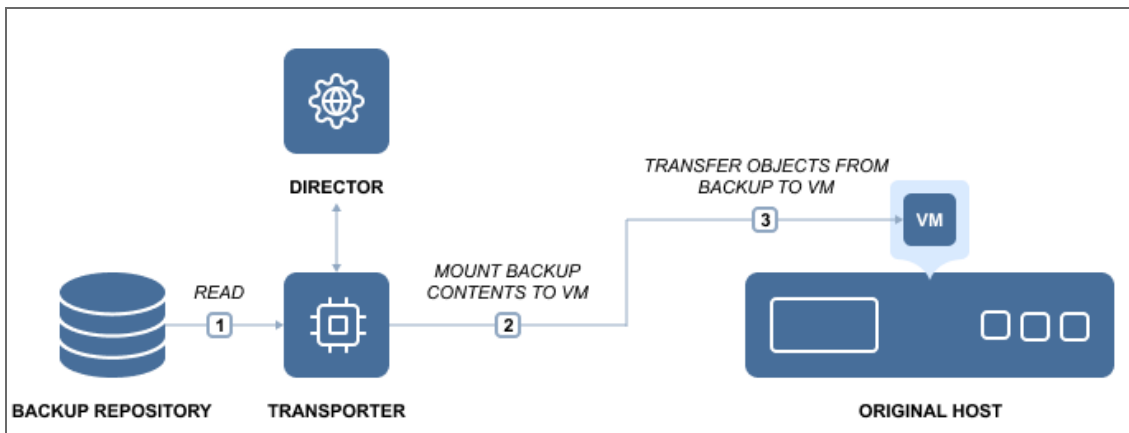 DIRECTOR
TRANSFER OBJECTS FROM
BACKUP TO VM
3
VM
READ
1
MOUNT BACKUP
CONTENTS TO VM
2
BACKUP REPOSITORY
TRANSPORTER
ORIGINAL HOST